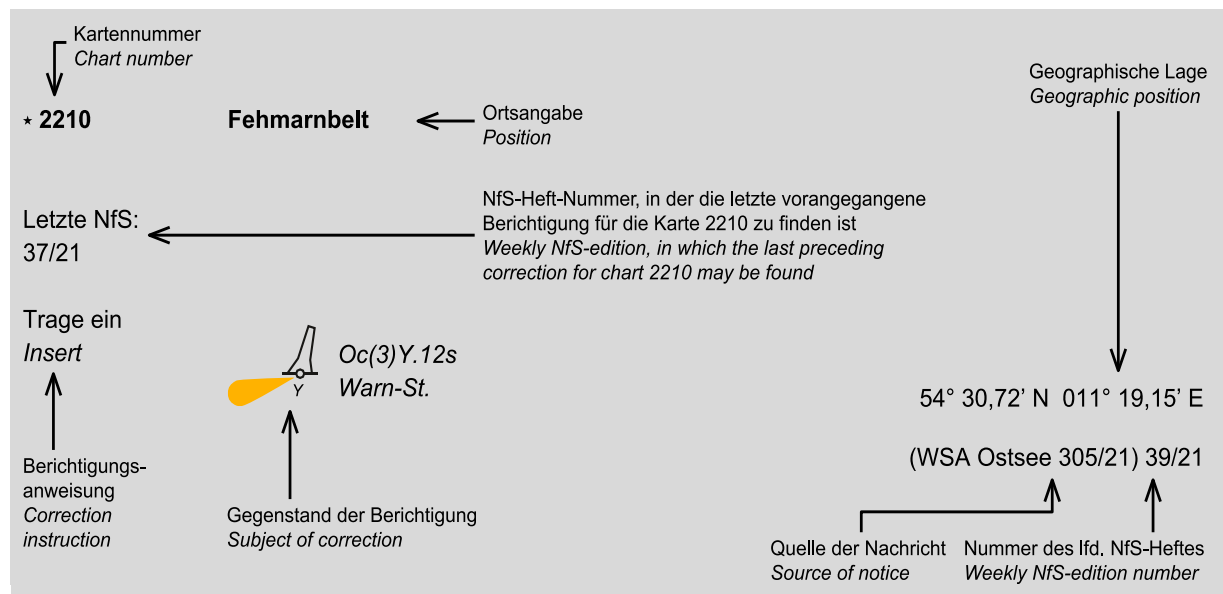 Kartennummer
Chart number
Geographische Lage
Geographic position
⋆ 2210 Fehmarnbelt
Ortsangabe
Position
NfS-Heft-Nummer, in der die letzte vorangegangene
Berichtigung für die Karte 2210 zu finden ist
Weekly NfS-edition, in which the last preceding
correction for chart 2210 may be found
Letzte NfS:
37/21
Trage ein
Insert
Y
Oc(3)Y.12s
Warn-St.
54° 30,72' N 011° 19,15' E
(WSA Ostsee 305/21) 39/21
Berichtigungs-
anweisung
Correction
instruction
Gegenstand der Berichtigung
Subject of correction
Quelle der Nachricht
Source of notice
Nummer des lfd. NfS-Heftes
Weekly NfS-edition number